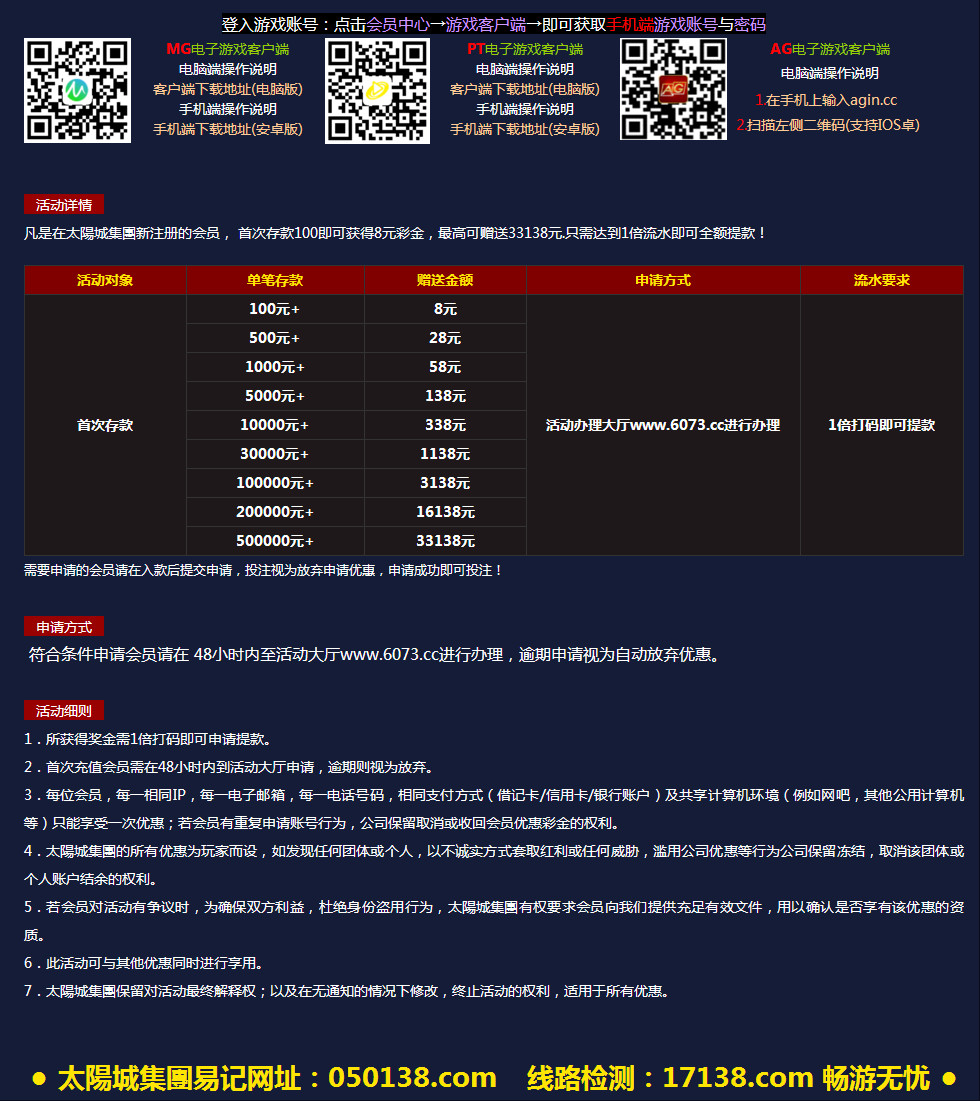 登入游戏账号：点击会员中心→游戏客户端→即可获取手机端游戏账号与密码
MG电子游戏客户端
电脑端操作说明
客户端下载地址(电脑版)
手机端操作说明
手机端下载地址(安卓版)
PT电子游戏客户端
电脑端操作说明
客户端下载地址(电脑版)
手机端操作说明
手机端下载地址(安卓版)
AG
AG电子游戏客户端
电脑端操作说明
1.在手机上输入agin.cc
2.扫描左侧二维码(支持IOS卓)
活动详情
凡是在太陽城集團新注册的会员， 首次存款100即可获得8元彩金，最高可赠送33138元.只需达到1倍流水即可全额提款！
活动对象 单笔存款 赠送金额 申请方式 流水要求
100元+ 8元
500元+ 28元
1000元+ 58元
5000元+ 138元
首次存款 10000元+ 338元 活动办理大厅www.6073.cc进行办理 1倍打码即可提款
30000元+ 1138元
100000元+ 3138元
200000元+ 16138元
500000元+ 33138元
需要申请的会员请在入款后提交申请，投注视为放弃申请优惠，申请成功即可投注！
申请方式
符合条件申请会员请在 48小时内至活动大厅www.6073.cc进行办理，逾期申请视为自动放弃优惠。
活动细则
1．所获得奖金需1倍打码即可申请提款。
2．首次充值会员需在48小时内到活动大厅申请，逾期则视为放弃。
3．每位会员，每一相同IP，每一电子邮箱，每一电话号码，相同支付方式（借记卡/信用卡/银行账户）及共享计算机环境（例如网吧，其他公用计算机
等）只能享受一次优惠；若会员有重复申请账号行为，公司保留取消或收回会员优惠彩金的权利。
4．太陽城集團的所有优惠为玩家而设，如发现任何团体或个人，以不诚实方式套取红利或任何威胁，滥用公司优惠等行为公司保留冻结，取消该团体或
个人账户结余的权利。
5．若会员对活动有争议时，为确保双方利益，杜绝身份盗用行为，太陽城集團有权要求会员向我们提供充足有效文件，用以确认是否享有该优惠的资
质。
6．此活动可与其他优惠同时进行享用。
7．太陽城集團保留对活动最终解释权；以及在无通知的情况下修改，终止活动的权利，适用于所有优惠。
● 太陽城集團易记网址：050138.com 线路检测：17138.com 畅游无忧 ●